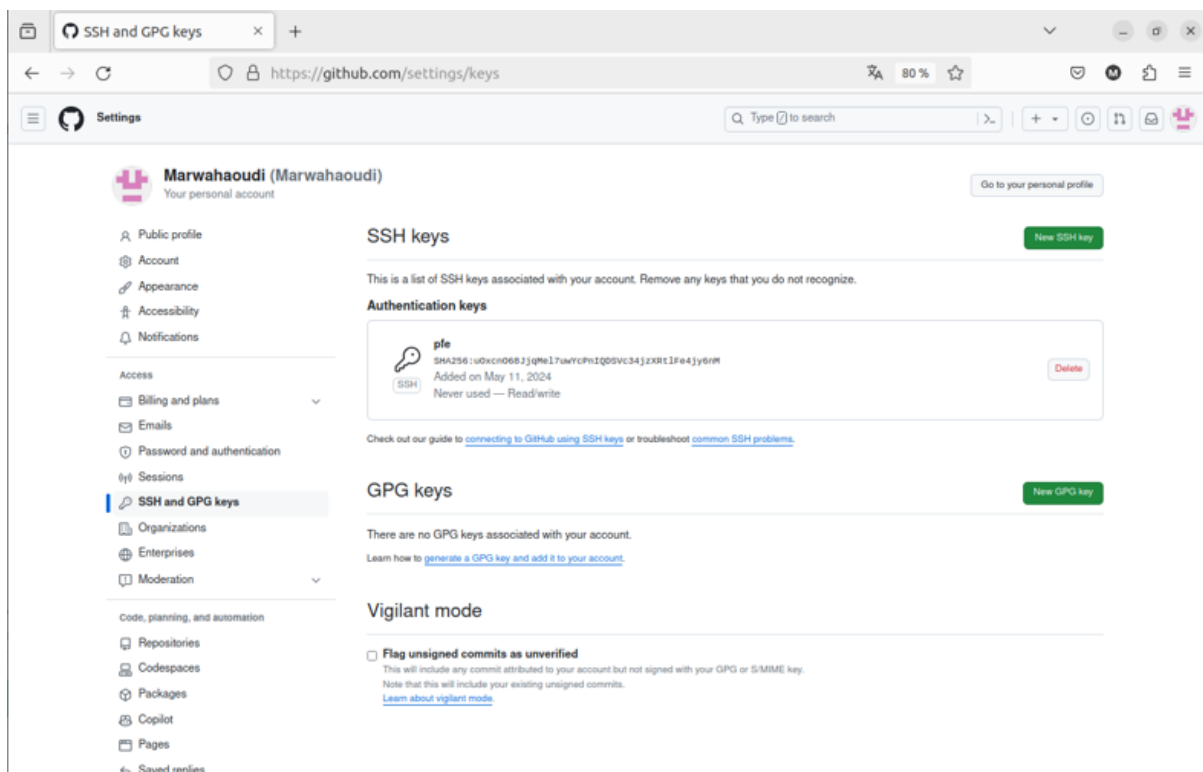 SSH and GPG keys
https://github.com/settings/keys
80 %
Settings
Type / to search
Marwahaoudi (Marwahaoudi)
Your personal account
Go to your personal profile
Public profile
Account
Appearance
Accessibility
Notifications
Access
Billing and plans
Emails
Password and authentication
Sessions
SSH and GPG keys
Organizations
Enterprises
Moderation
Code, planning, and automation
Repositories
Codespaces
Packages
Copilot
Pages
Saved replies
SSH keys
New SSH key
This is a list of SSH keys associated with your account. Remove any keys that you do not recognize.
Authentication keys
pfe
SSH
Added on May 11, 2024
Never used — Read/write
Delete
Check out our guide to connecting to GitHub using SSH keys or troubleshoot common SSH problems.
GPG keys
New GPG key
There are no GPG keys associated with your account.
Learn how to generate a GPG key and add it to your account.
Vigilant mode
Flag unsigned commits as unverified
This will include any commit attributed to your account but not signed with your GPG or S/MIME key.
Note that this will include your existing unsigned commits.
Learn about vigilant mode.